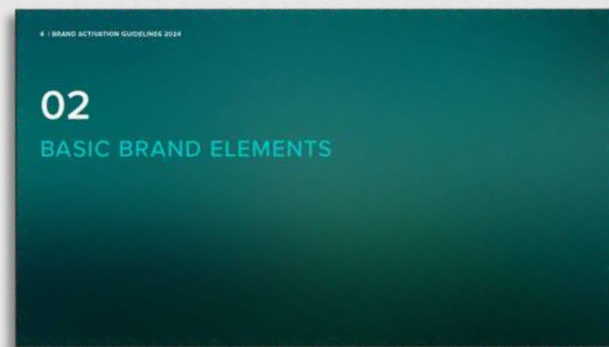 6 | BRAND ACTIVATION GUIDELINES 2024
02
BASIC BRAND ELEMENTS